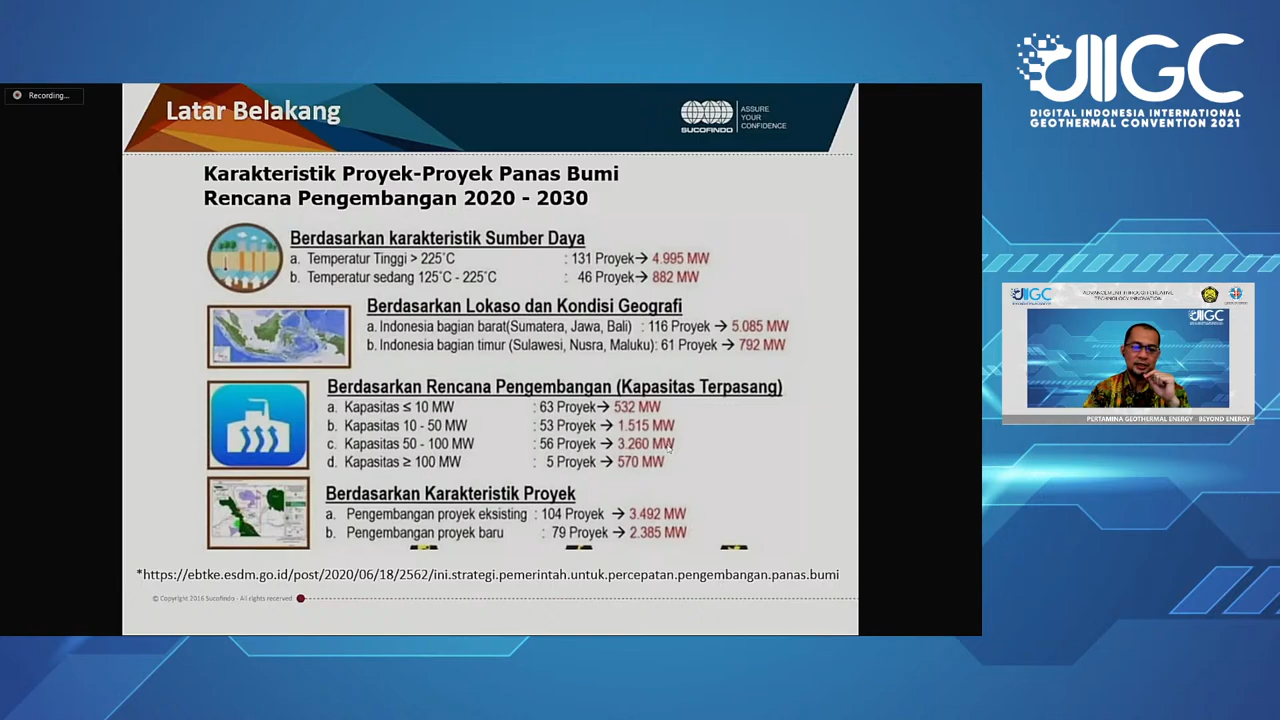 Recording...
Latar Belakang
SUCOFINDO
ASSURE
YOUR
CONFIDENCE
Karakteristik Proyek-Proyek Panas Bumi
Rencana Pengembangan 2020 - 2030
Berdasarkan karakteristik Sumber Daya
a. Temperatur Tinggi > 225°C : 131 Proyek→ 4.995 MW
b. Temperatur sedang 125°C - 225°C : 46 Proyek→ 882 MW
Berdasarkan Lokaso dan Kondisi Geografi
a. Indonesia bagian barat(Sumatera, Jawa, Bali) : 116 Proyek → 5.085 MW
b. Indonesia bagian timur (Sulawesi, Nusra, Maluku): 61 Proyek → 792 MW
Berdasarkan Rencana Pengembangan (Kapasitas Terpasang)
a. Kapasitas ≤ 10 MW : 63 Proyek→ 532 MW
b. Kapasitas 10 - 50 MW : 53 Proyek → 1.515 MW
c. Kapasitas 50 - 100 MW : 56 Proyek → 3.260 MW
d. Kapasitas ≥ 100 MW : 5 Proyek → 570 MW
Berdasarkan Karakteristik Proyek
a. Pengembangan proyek eksisting : 104 Proyek → 3.492 MW
b. Pengembangan proyek baru : 79 Proyek → 2.385 MW
*https://ebtke.esdm.go.id/post/2020/06/18/2562/ini.strategi.pemerintah.untuk.percepatan.pengembangan.panas.bumi
© Copyright 2016 Sucofindo - All rights reserved.
DIIGC
DIGITAL INDONESIA INTERNATIONAL
GEOTHERMAL CONVENTION 2021
DIIGC
ADVANCEMENT THROUGH CREATIVE
TECHNOLOGY INNOVATION
DIIGC
PERTAMINA GEOTHERMAL ENERGY - BEYOND ENERGY